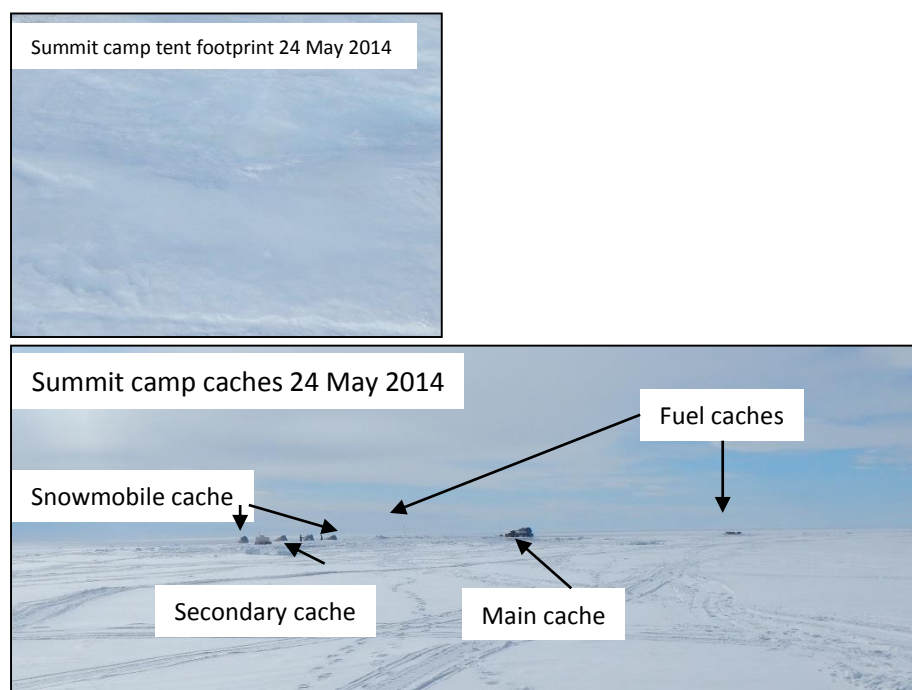 Summit camp tent footprint 24 May 2014
Summit camp caches 24 May 2014
Fuel caches
Snowmobile cache
Secondary cache
Main cache